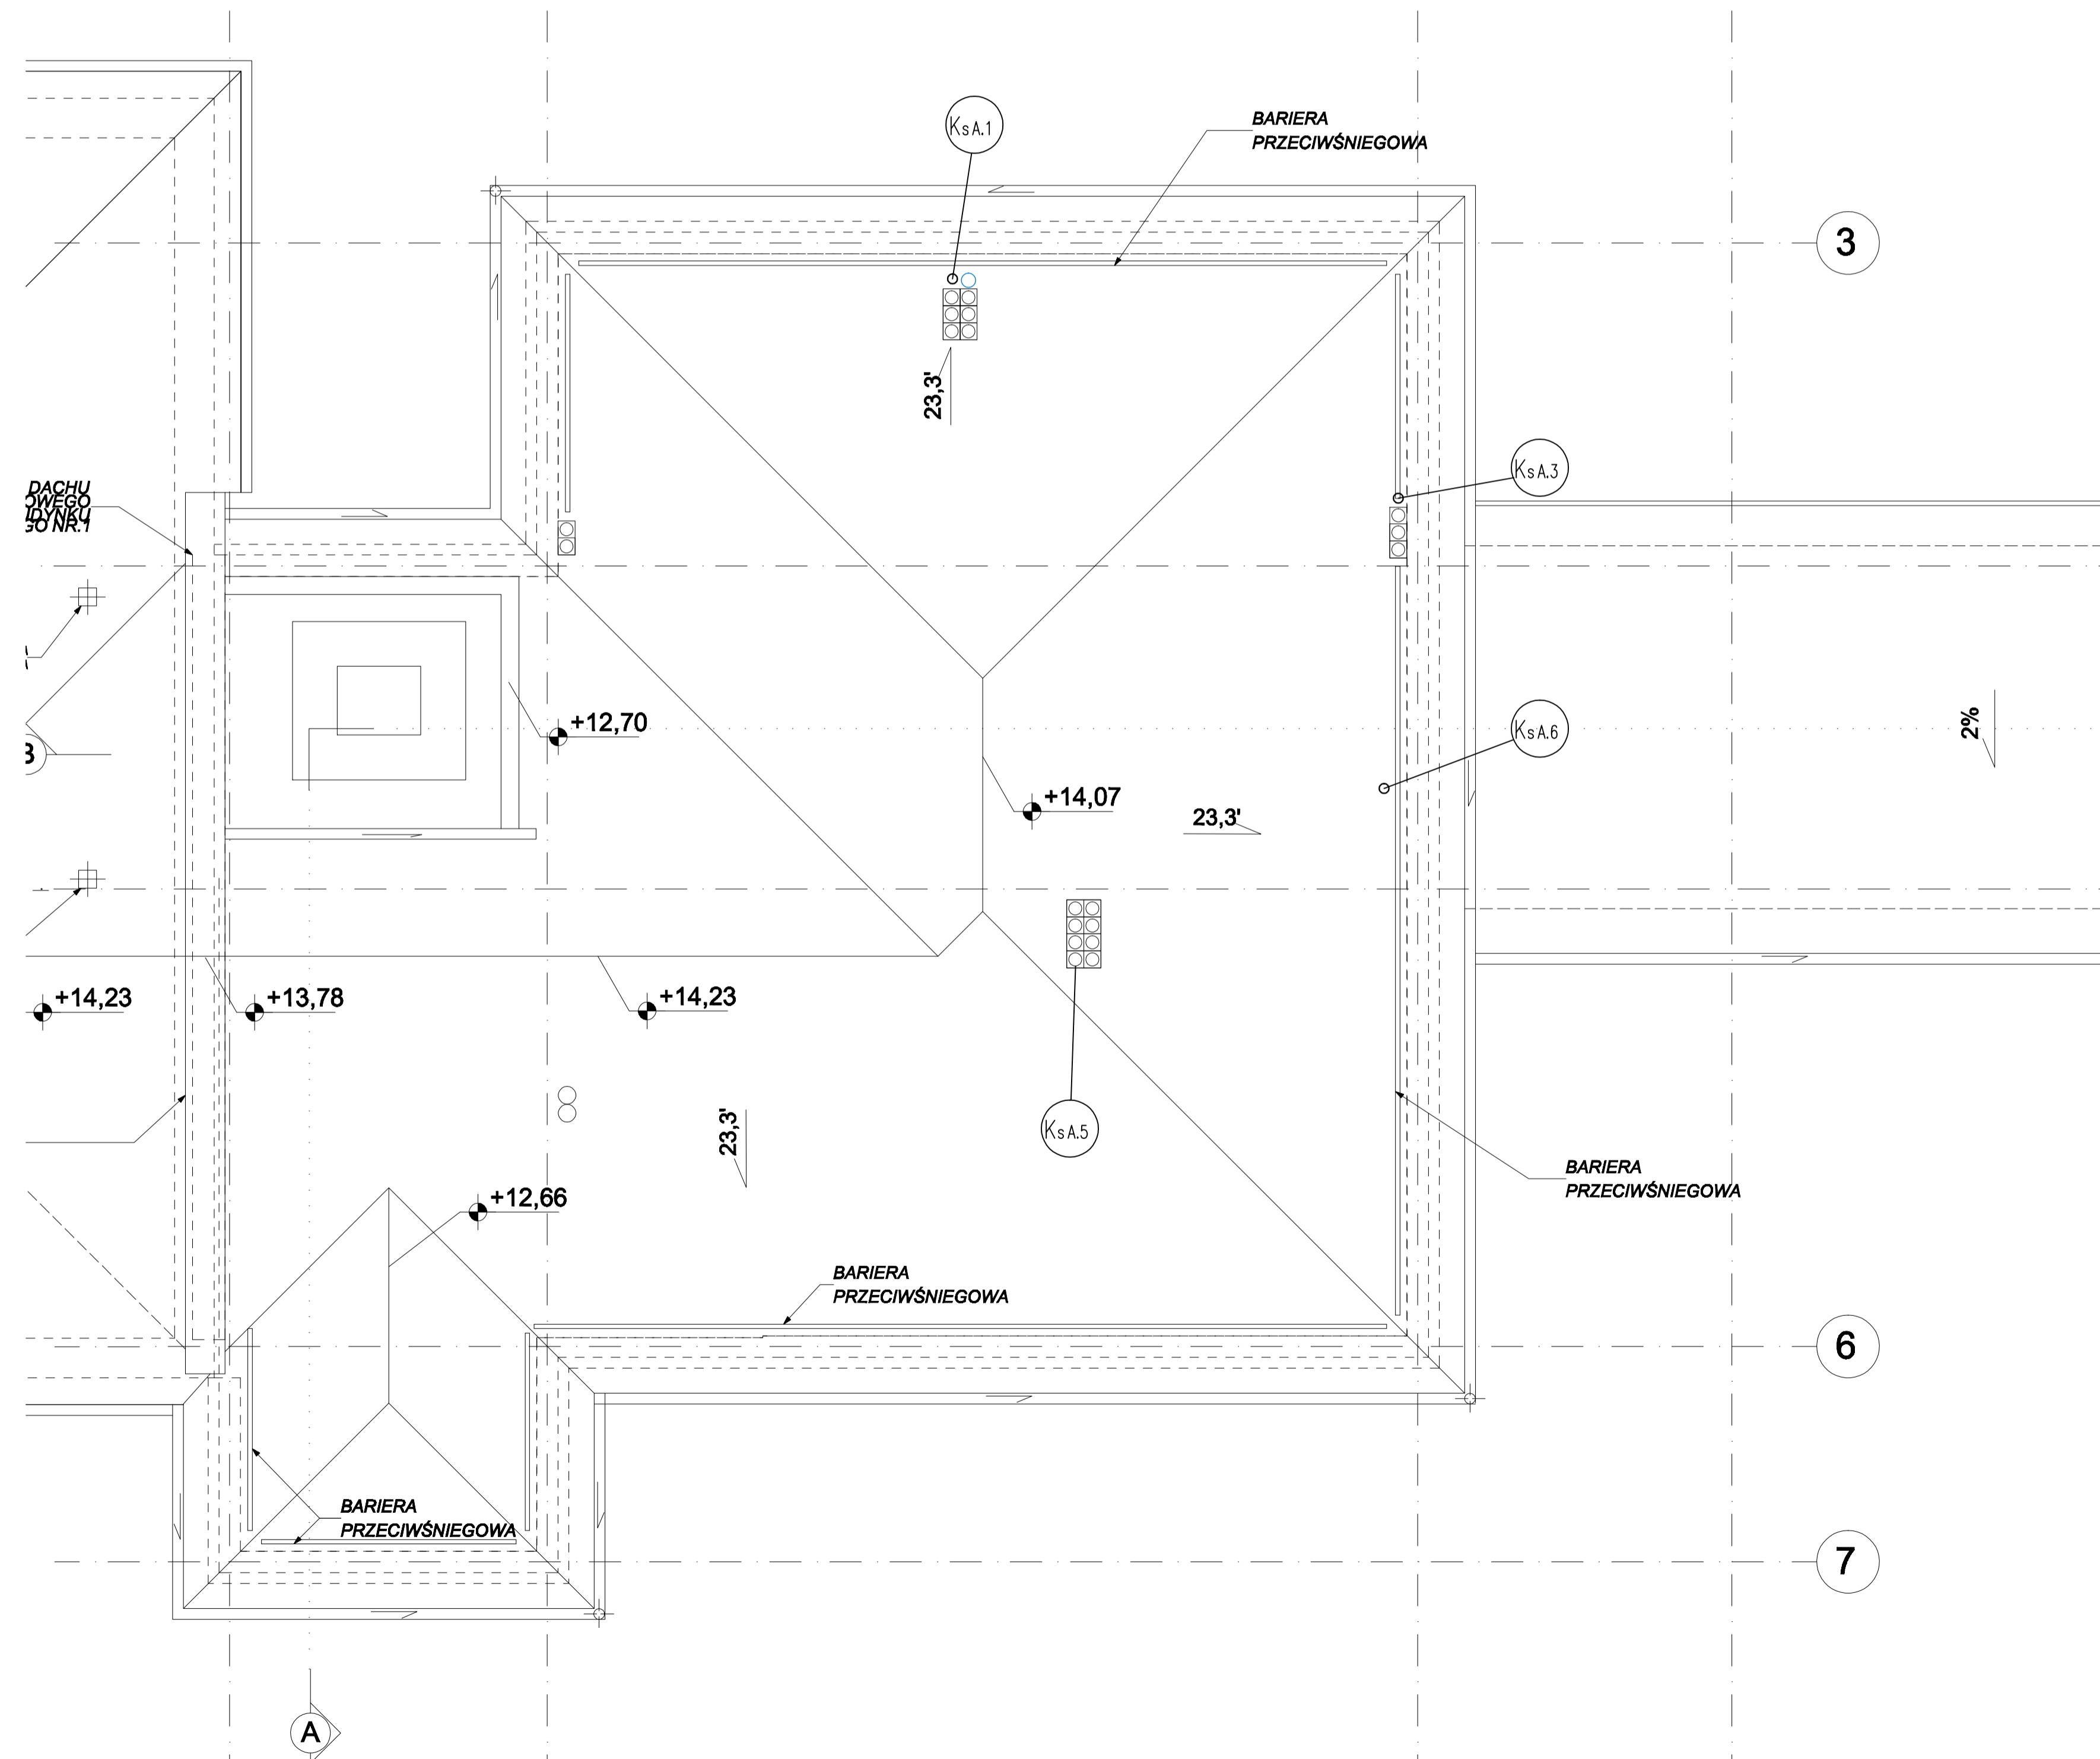 KsA.1
BARIERA
PRZECIWŚNIEGOWA
3
23,3'
KsA.3
DACHU
OWEGO
IDYNKU
GO NR.1
+12,70
KsA.6
2%
+14,07
23,3'
+14,23
+13,78
+14,23
23,3'
KsA.5
BARIERA
PRZECIWŚNIEGOWA
+12,66
BARIERA
PRZECIWŚNIEGOWA
6
BARIERA
PRZECIWŚNIEGOWA
7
A